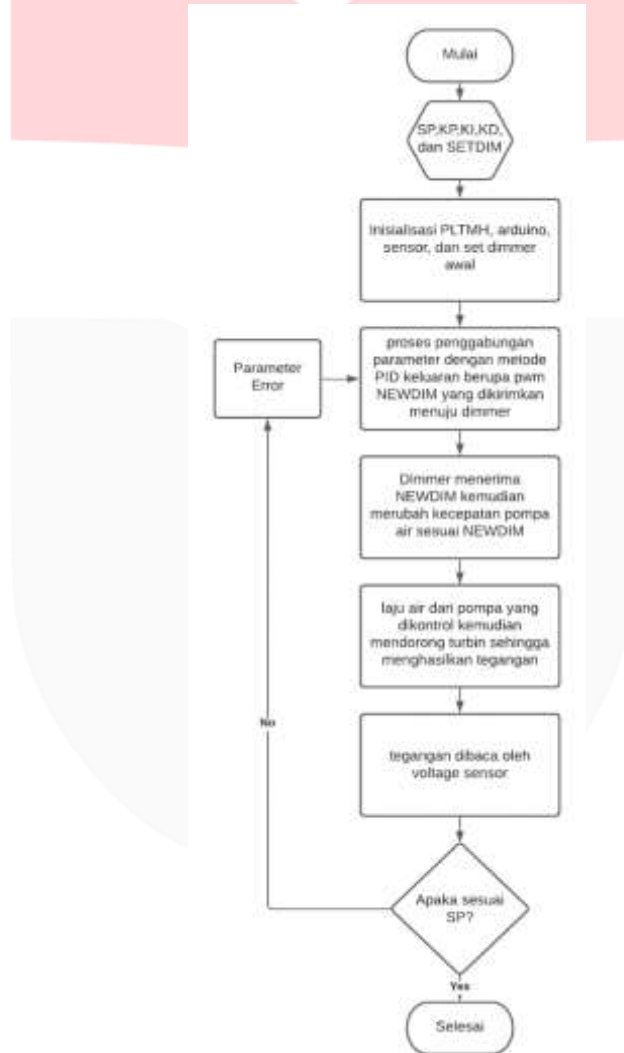 Mulai
SP,KP,KI,KD,
dan SETDIM
Inisialisasi PLTMH, arduino,
sensor, dan set dimmer
awal
proses penggabungan
parameter dengan metode
PID keluaran berupa pwm
NEWDIM yang dikirimkan
menuju dimmer
Parameter
Error
Dimmer menerima
NEWDIM kemudian
merubah kecepatan pompa
air sesuai NEWDIM
laju air dari pompa yang
dikontrol kemudian
mendorong turbin sehingga
menghasilkan tegangan
No
tegangan dibaca oleh
voltage sensor
Apaka sesuai
SP?
Yes
Selesai